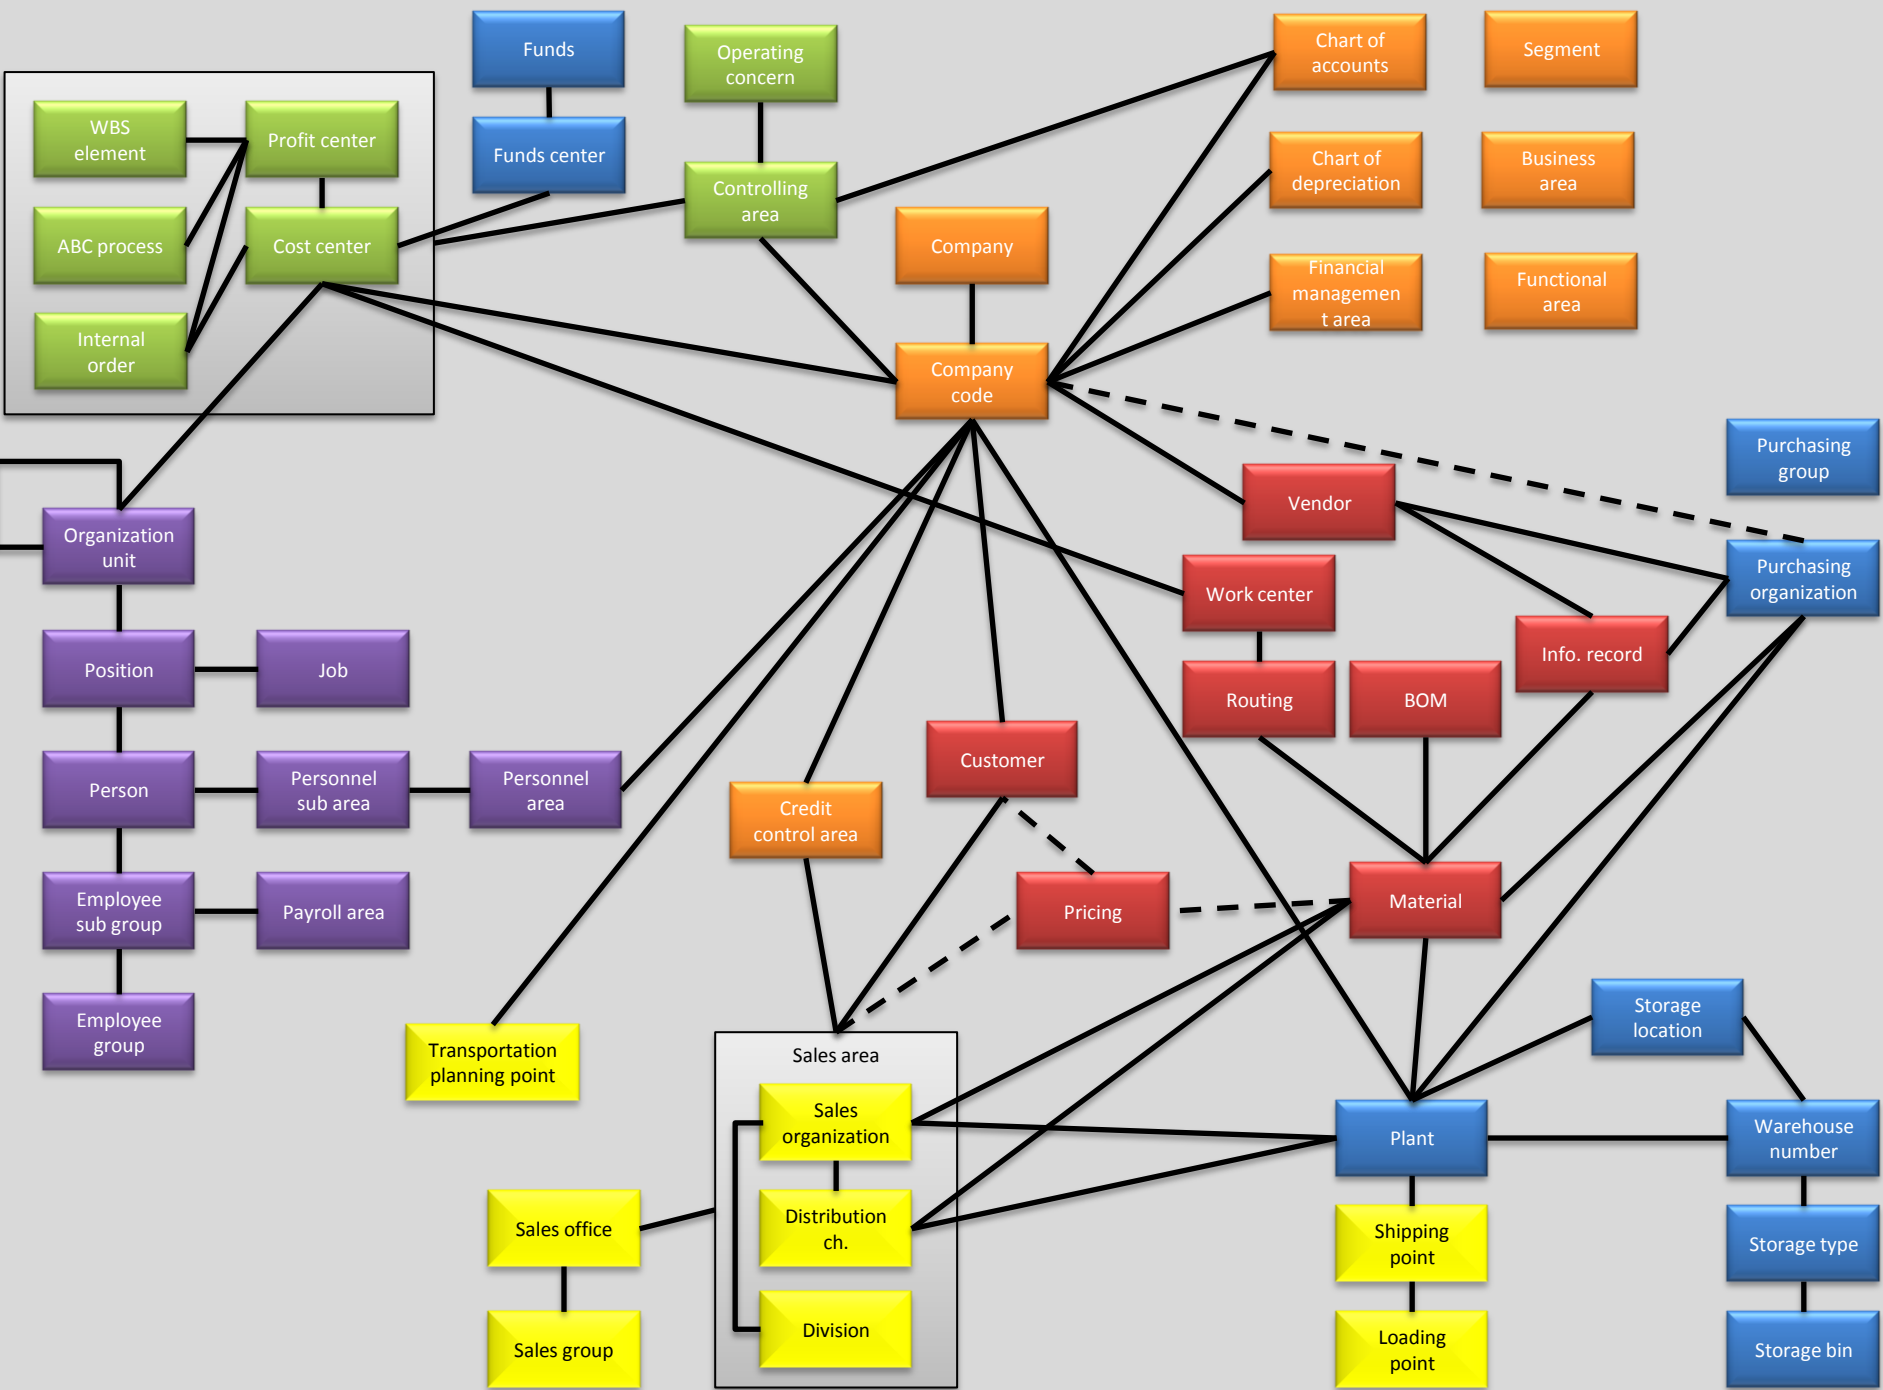 Funds
Operating
concern
Chart of
accounts
Segment
WBS
element
Profit center
Funds center
Controlling
area
Chart of
depreciation
Business
area
ABC process
Cost center
Company
Financial
managemen
t area
Functional
area
Internal
order
Company
code
Purchasing
group
Vendor
Organization
unit
Work center
Purchasing
organization
Position
Job
Routing
BOM
Info. record
Person
Personnel
sub area
Personnel
area
Customer
Credit
control area
Employee
sub group
Payroll area
Pricing
Material
Employee
group
Transportation
planning point
Sales area
Storage
location
Sales
organization
Plant
Warehouse
number
Sales office
Distribution
ch.
Shipping
point
Storage type
Sales group
Division
Loading
point
Storage bin